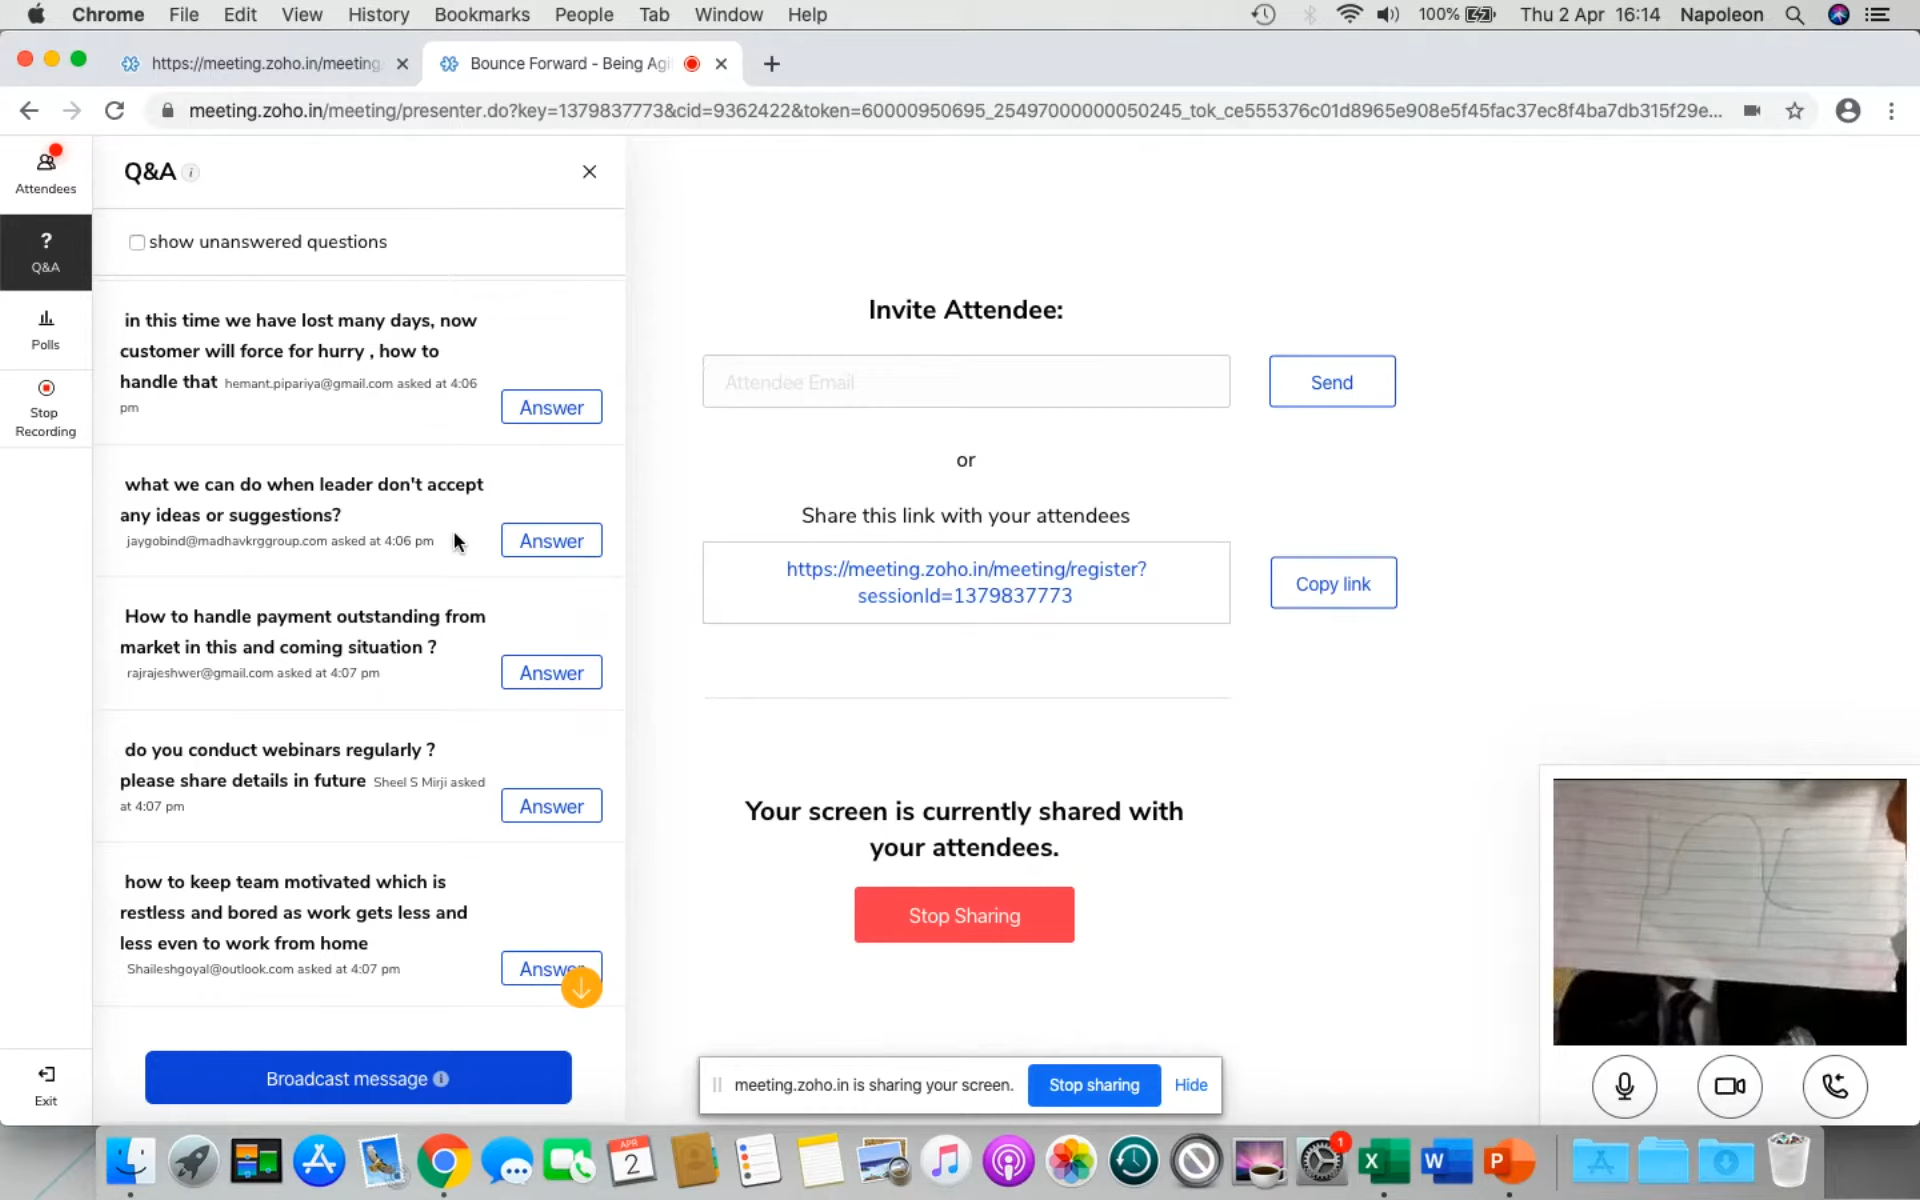 Chrome File Edit View History Bookmarks People Tab Window Help
100% Thu 2 Apr 16:14 Napoleon
https://meeting.zoho.in/meeting
Bounce Forward - Being Agi
meeting.zoho.in/meeting/presenter.do?key=1379837773&cid=9362422&token=60000950695_25497000000050245_tok_ce555376c01d8965e908e5f45fac37ec8f4ba7db315f29e...
Attendees
?
Q&A
Polls
Stop
Recording
Exit
Q&A i
show unanswered questions
in this time we have lost many days, now
customer will force for hurry , how to
handle that hemant.pipariya@gmail.com asked at 4:06
pm
Answer
what we can do when leader don't accept
any ideas or suggestions?
jaygobind@madhavkrggroup.com asked at 4:06 pm
Answer
How to handle payment outstanding from
market in this and coming situation ?
rajrajeshwer@gmail.com asked at 4:07 pm
Answer
do you conduct webinars regularly ?
please share details in future Sheel S Mirji asked
at 4:07 pm
Answer
how to keep team motivated which is
restless and bored as work gets less and
less even to work from home
Shaileshgoyal@outlook.com asked at 4:07 pm
Answer
Broadcast message i
Invite Attendee:
Attendee Email
Send
or
Share this link with your attendees
https://meeting.zoho.in/meeting/register?
sessionId=1379837773
Copy link
Your screen is currently shared with
your attendees.
Stop Sharing
meeting.zoho.in is sharing your screen. Stop sharing Hide
APR
2
1
X
W
P